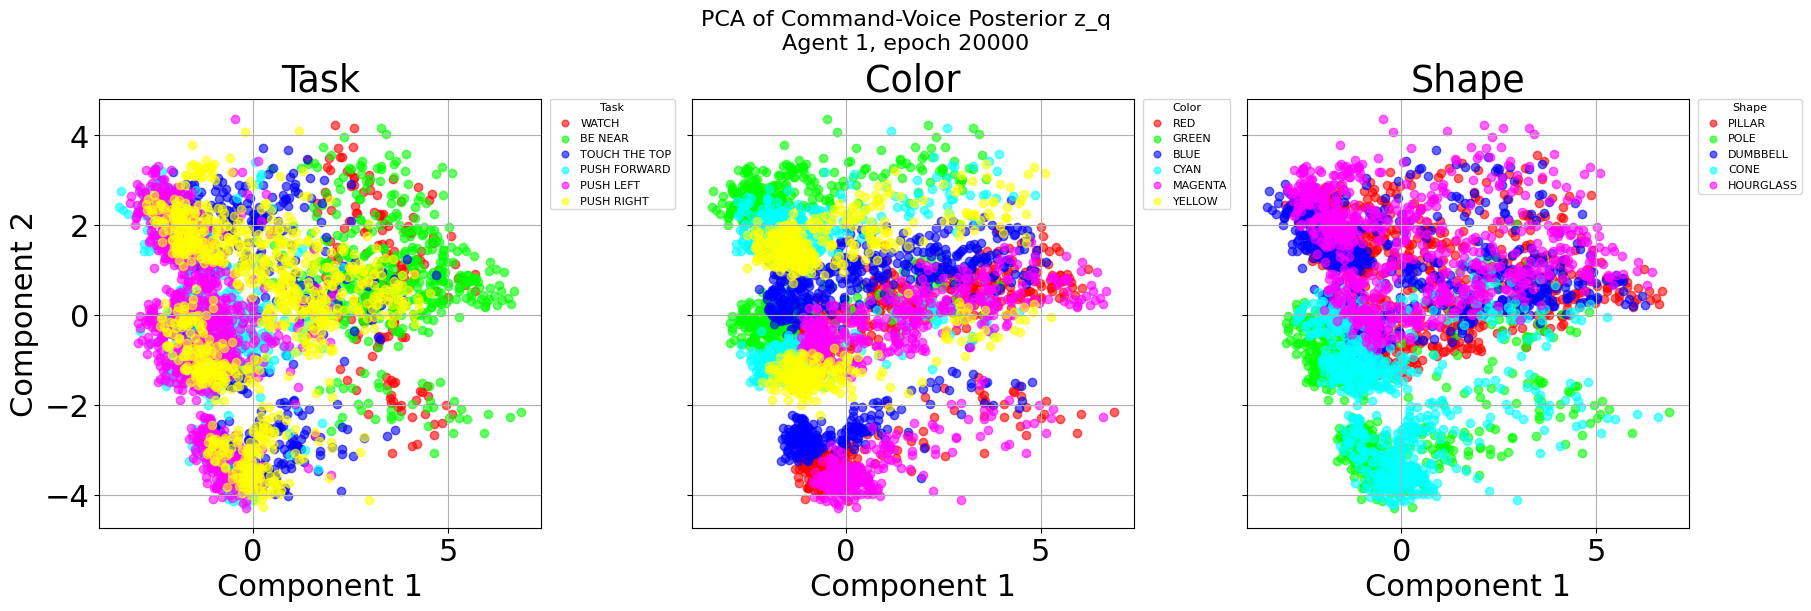 PCA of Command-Voice Posterior z_q
Agent 1, epoch 20000
Task
Component 2
4
2
0
−2
−4
0
5
Component 1
Task
WATCH
BE NEAR
TOUCH THE TOP
PUSH FORWARD
PUSH LEFT
PUSH RIGHT
Color
0
5
Component 1
Color
RED
GREEN
BLUE
CYAN
MAGENTA
YELLOW
Shape
0
5
Component 1
Shape
PILLAR
POLE
DUMBBELL
CONE
HOURGLASS